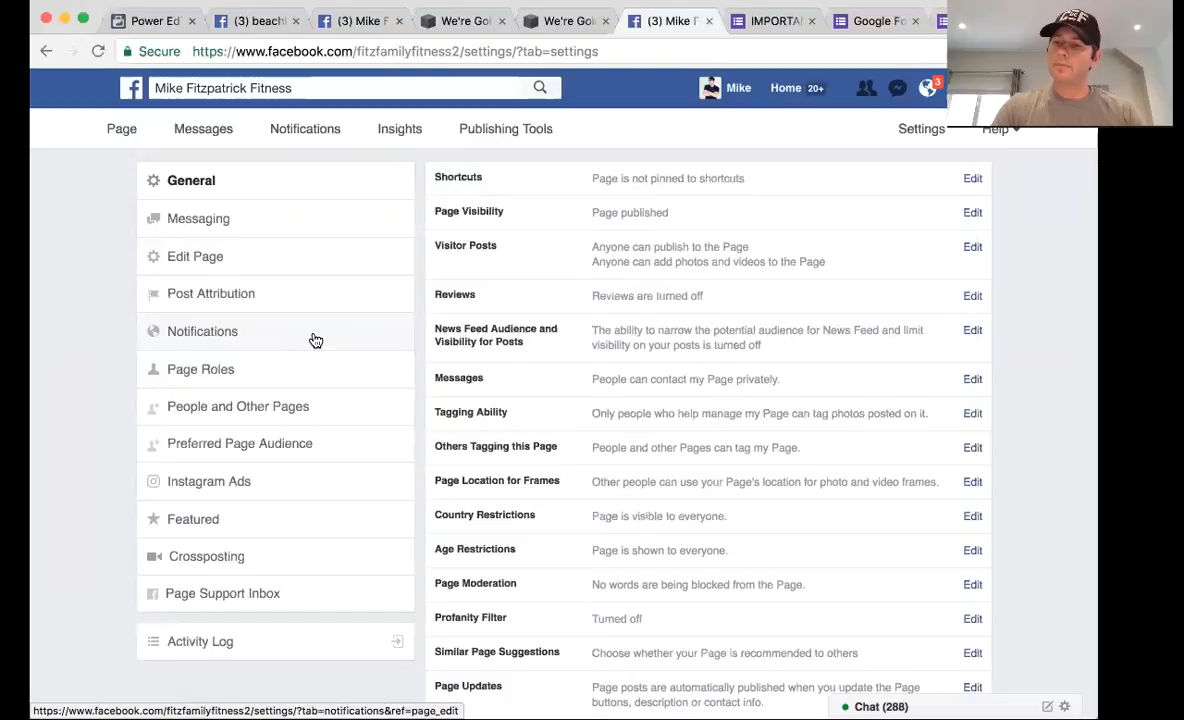 Power Ed
(3) beach
(3) Mike F
We're Goi
We're Goi
(3) Mike F
IMPORTA
Google Fo
Secure https://www.facebook.com/fitzfamilyfitness2/settings/?tab=settings
Mike Fitzpatrick Fitness
Mike
Home 20+
3
Page Messages Notifications Insights Publishing Tools Settings Help
General
Messaging
Edit Page
Post Attribution
Notifications
Page Roles
People and Other Pages
Preferred Page Audience
Instagram Ads
Featured
Crossposting
Page Support Inbox
Activity Log
Shortcuts Page is not pinned to shortcuts Edit
Page Visibility Page published Edit
Visitor Posts Anyone can publish to the Page Edit
Anyone can add photos and videos to the Page
Reviews Reviews are turned off Edit
News Feed Audience and The ability to narrow the potential audience for News Feed and limit Edit
Visibility for Posts visibility on your posts is turned off
Messages People can contact my Page privately. Edit
Tagging Ability Only people who help manage my Page can tag photos posted on it. Edit
Others Tagging this Page People and other Pages can tag my Page. Edit
Page Location for Frames Other people can use your Page's location for photo and video frames. Edit
Country Restrictions Page is visible to everyone. Edit
Age Restrictions Page is shown to everyone. Edit
Page Moderation No words are being blocked from the Page. Edit
Profanity Filter Turned off Edit
Similar Page Suggestions Choose whether your Page is recommended to others Edit
Page Updates Page posts are automatically published when you update the Page Edit
buttons, description or contact info.
Chat (288)
https://www.facebook.com/fitzfamilyfitness2/settings/?tab=notifications&ref=page_edit